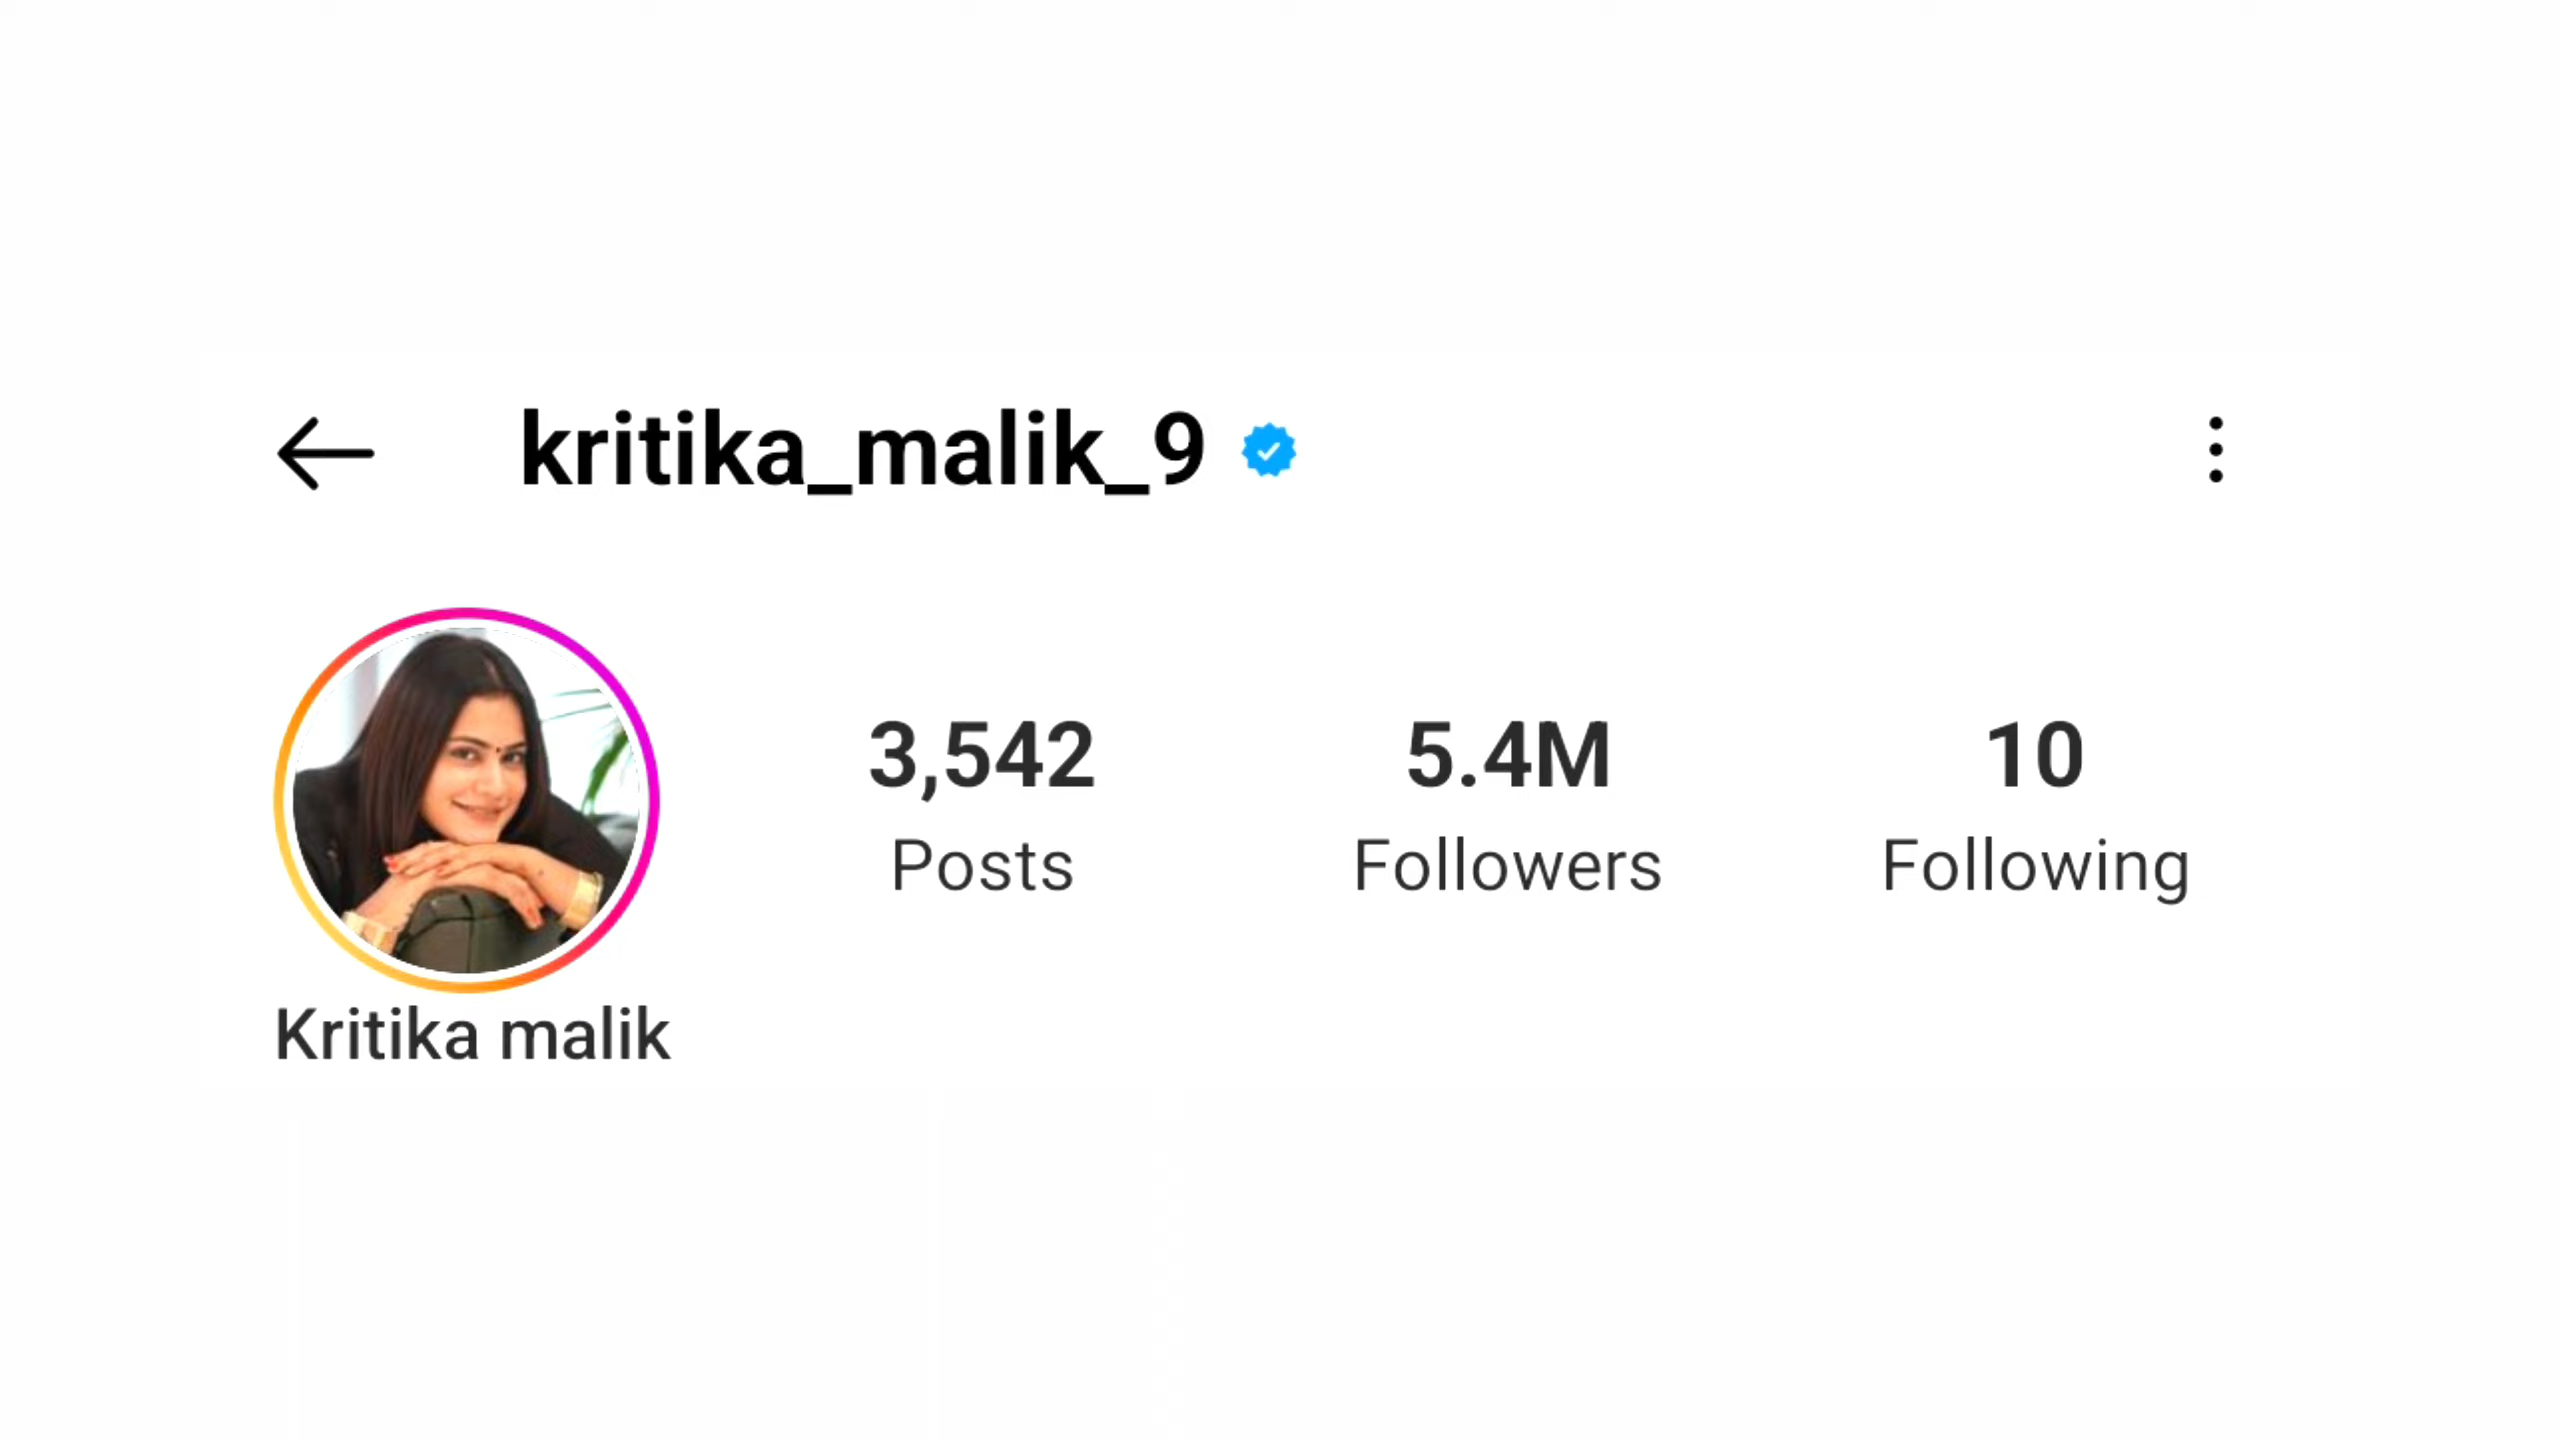 kritika_malik_9
3,542
Posts
5.4M
Followers
10
Following
Kritika malik